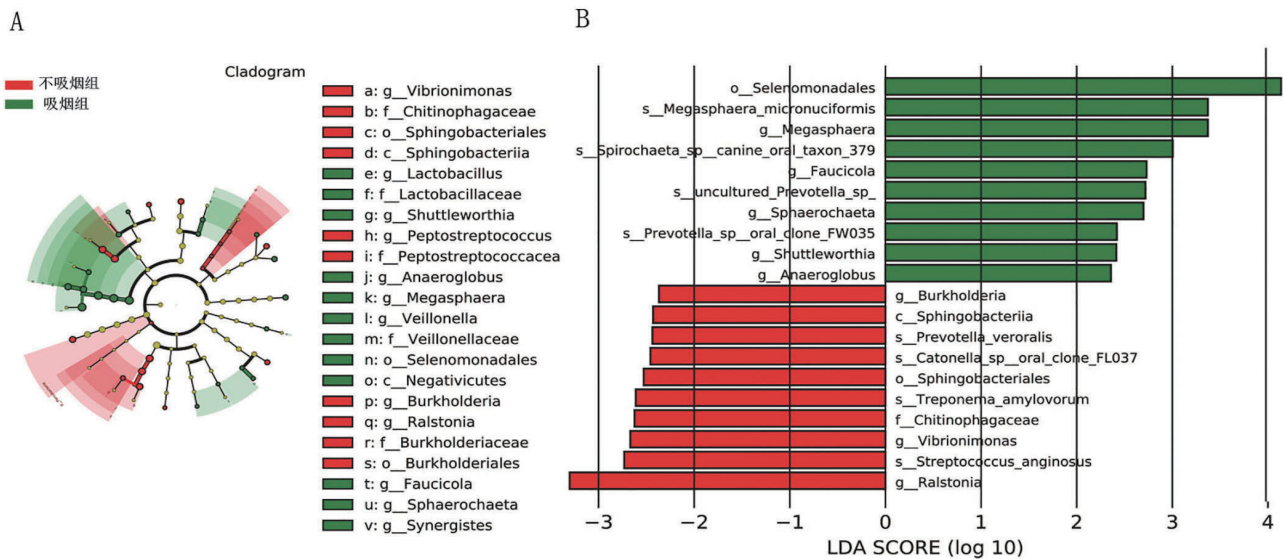 A
B
不吸烟组
吸烟组
Cladogram
a: g__Vibrionimonas
b: f__Chitinophagaceae
c: o__Sphingobacteriales
d: c__Sphingobacteriia
e: g__Lactobacillus
f: f__Lactobacillaceae
g: g__Shuttleworthia
h: g__Peptostreptococcus
i: f__Peptostreptococcacea
j: g__Anaeroglobus
k: g__Megasphaera
l: g__Veillonella
m: f__Veillonellaceae
n: o__Selenomonadales
o: c__Negativicutes
p: g__Burkholderia
q: g__Ralstonia
r: f__Burkholderiaceae
s: o__Burkholderiales
t: g__Faucicola
u: g__Sphaerochaeta
v: g__Synergistes
o__Selenomonadales
s__Megasphaera_micronuciformis
g__Megasphaera
s__Spirochaeta_sp__canine_oral_taxon_379
g__Faucicola
s__uncultured_Prevotella_sp_
g__Sphaerochaeta
s__Prevotella_sp__oral_clone_FW035
g__Shuttleworthia
g__Anaeroglobus
g__Burkholderia
c__Sphingobacteriia
s__Prevotella_veroralis
s__Catonella_sp__oral_clone_FL037
o__Sphingobacteriales
s__Treponema_amylovorum
f__Chitinophagaceae
g__Vibrionimonas
s__Streptococcus_anginosus
g__Ralstonia
−3 −2 −1 0 1 2 3 4
LDA SCORE (log 10)